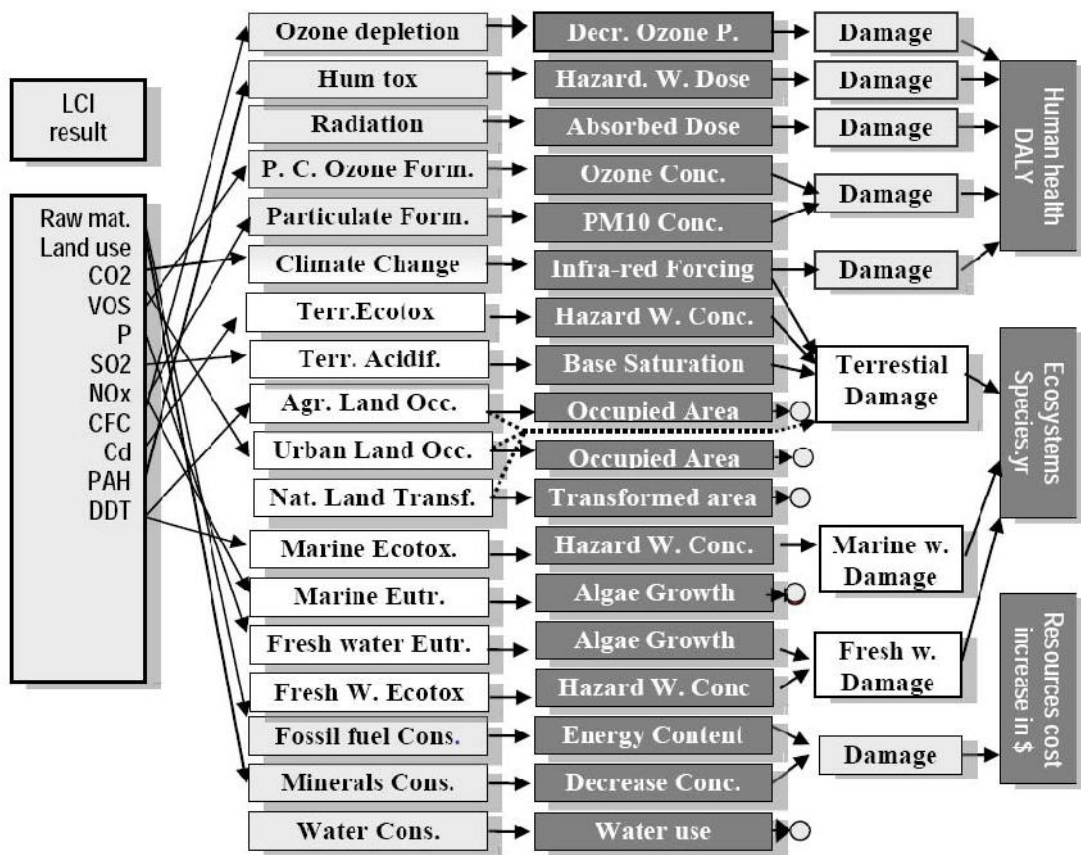 LCI
result
Raw mat.
Land use
CO2
VOS
P
SO2
NOx
CFC
Cd
PAH
DDT
Ozone depletion
Hum tox
Radiation
P. C. Ozone Form.
Particulate Form.
Climate Change
Terr.Ecotox
Terr. Acidif.
Agr. Land Occ.
Urban Land Occ.
Nat. Land Transf.
Marine Ecotox.
Marine Eutr.
Fresh water Eutr.
Fresh W. Ecotox
Fossil fuel Cons.
Minerals Cons.
Water Cons.
Decr. Ozone P.
Hazard. W. Dose
Absorbed Dose
Ozone Conc.
PM10 Conc.
Infra-red Forcing
Hazard W. Conc.
Base Saturation
Occupied Area
Occupied Area
Transformed area
Hazard W. Conc.
Algae Growth
Algae Growth
Hazard W. Conc
Energy Content
Decrease Conc.
Water use
Damage
Damage
Damage
Damage
Damage
Terrestial
Damage
Marine w.
Damage
Fresh w.
Damage
Damage
Human health
DALY
Ecosystems
Species.yr
Resources cost
increase in $